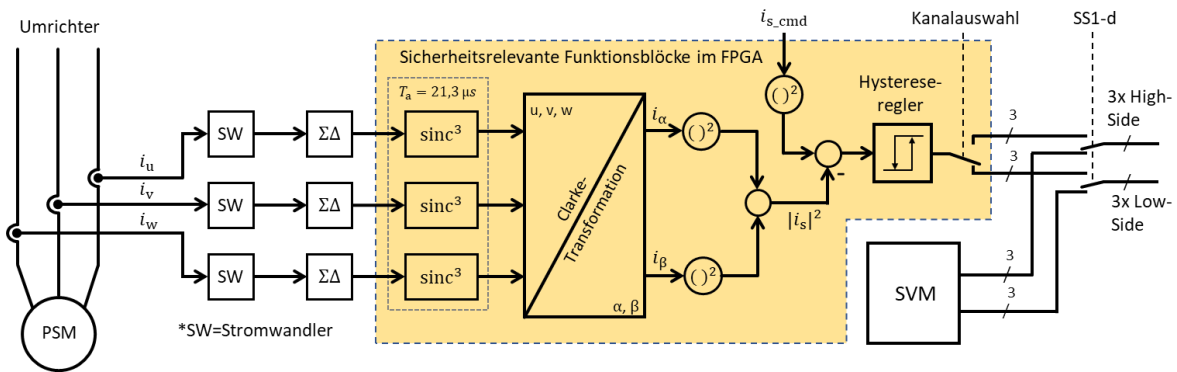 Umrichter
i_s_cmd
Kanalauswahl
SS1-d
Sicherheitsrelevante Funktionsblöcke im FPGA
T_a = 21,3 μs
( )²
Hysterese-
regler
3x High-
Side
u, v, w
i_α
( )²
3
i_u
SW
ΣΔ
sinc³
-
3
i_v
SW
ΣΔ
sinc³
Clarke-
Transformation
|i_s|²
3x Low-
Side
i_w
SW
ΣΔ
sinc³
i_β
( )²
3
SVM
3
α, β
PSM
*SW=Stromwandler